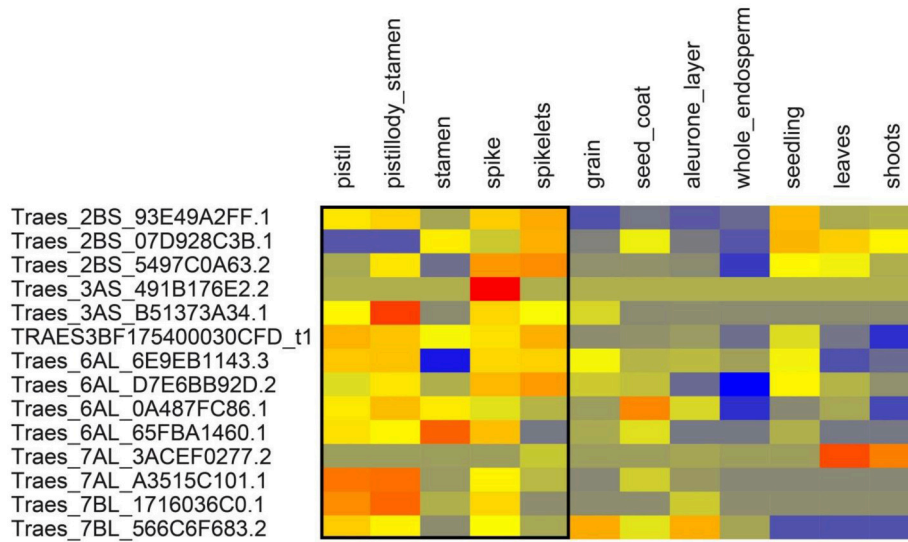 pistil
pistillody_stamen
stamen
spike
spikelets
grain
seed_coat
aleurone_layer
whole_endosperm
seedling
leaves
shoots
Traes_2BS_93E49A2FF.1
Traes_2BS_07D928C3B.1
Traes_2BS_5497C0A63.2
Traes_3AS_491B176E2.2
Traes_3AS_B51373A34.1
TRAES3BF175400030CFD_t1
Traes_6AL_6E9EB1143.3
Traes_6AL_D7E6BB92D.2
Traes_6AL_0A487FC86.1
Traes_6AL_65FBA1460.1
Traes_7AL_3ACEF0277.2
Traes_7AL_A3515C101.1
Traes_7BL_1716036C0.1
Traes_7BL_566C6F683.2